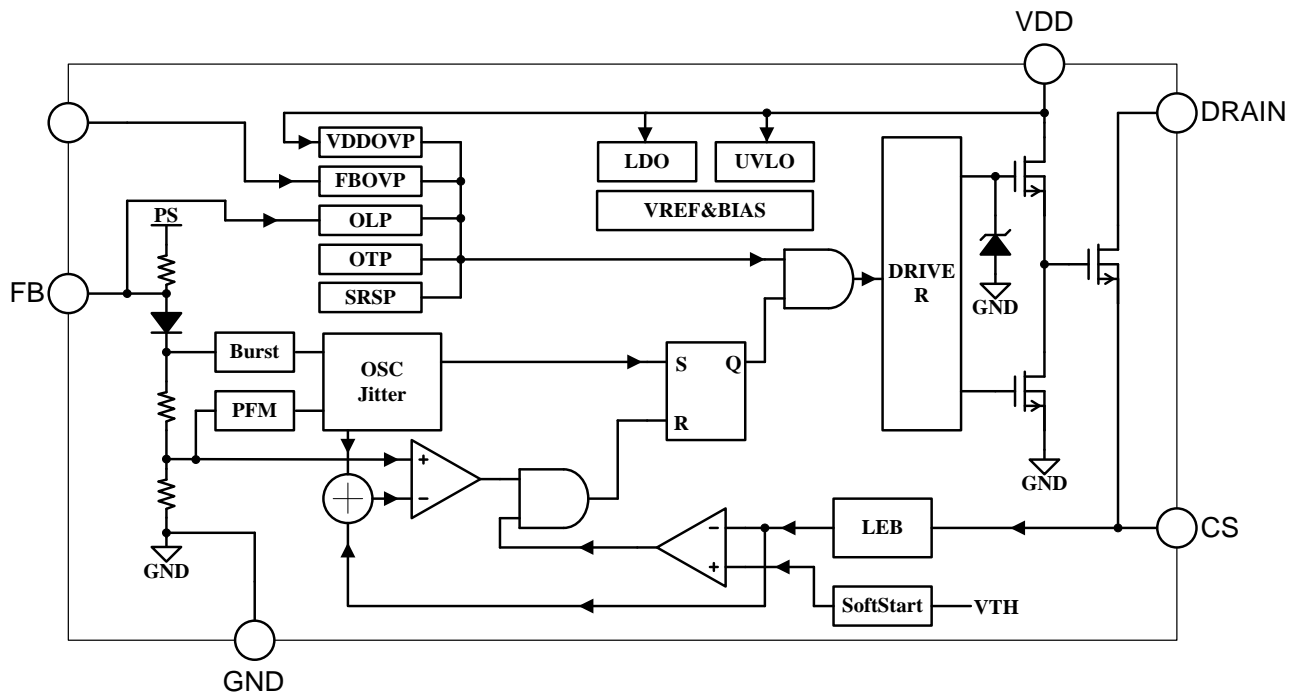 VDD
DRAIN
VDDOVP
LDO
UVLO
FBOVP
VREF&BIAS
PS
OLP
OTP
DRIVE
R
FB
SRSP
GND
Burst
OSC
Jitter
S
Q
PFM
R
+
−
GND
LEB
CS
−
+
GND
SoftStart
VTH
GND